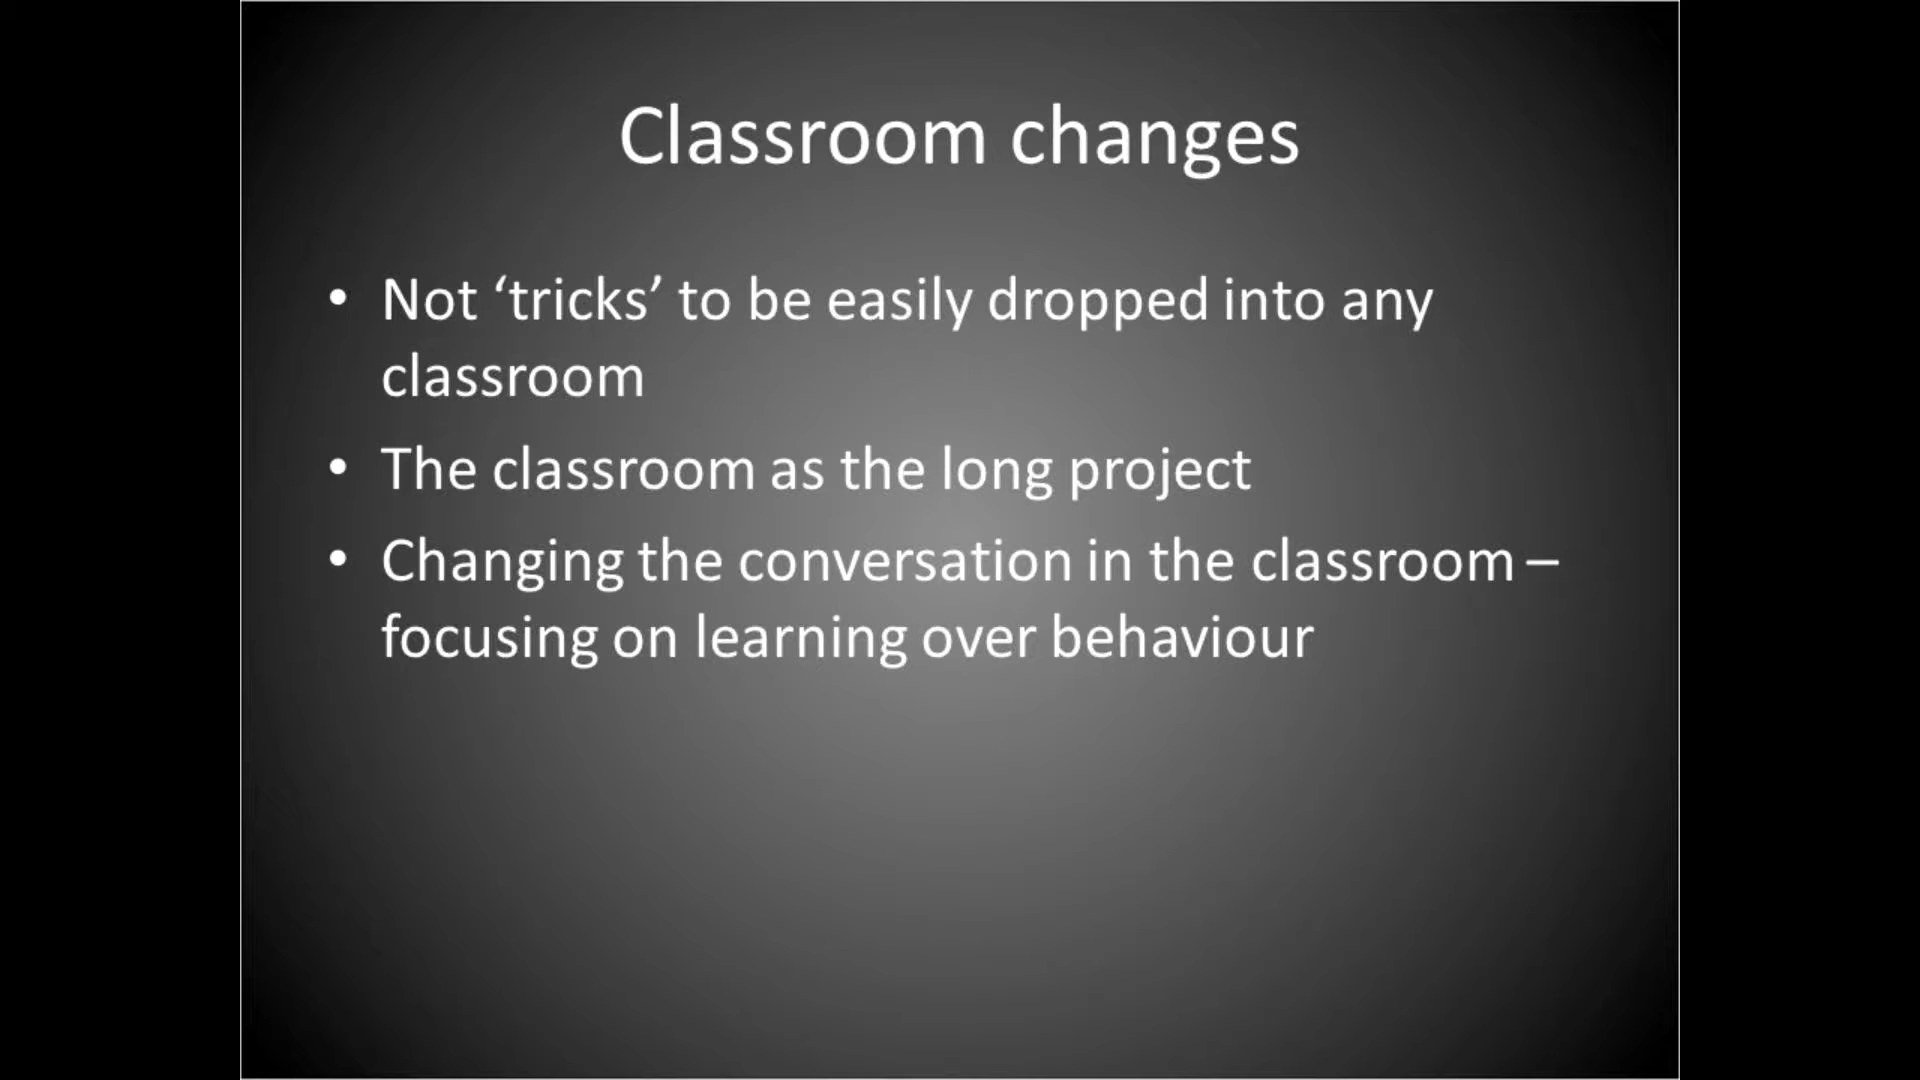 Classroom changes
• Not ‘tricks’ to be easily dropped into any
classroom
• The classroom as the long project
• Changing the conversation in the classroom –
focusing on learning over behaviour